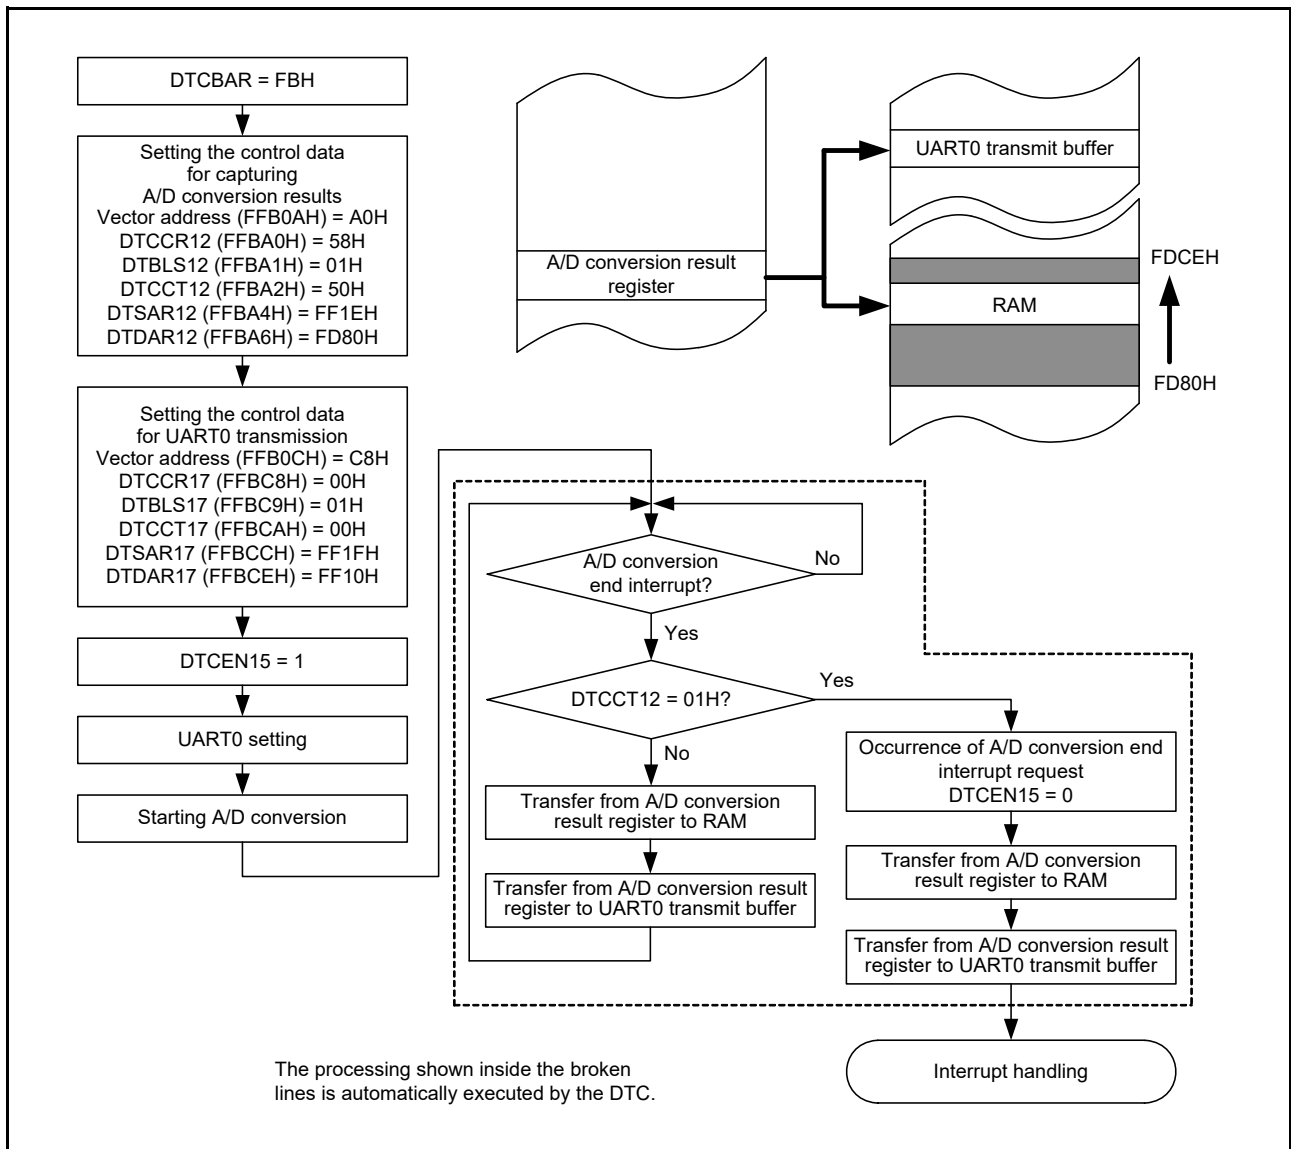 DTCBAR = FBH
Setting the control data
for capturing
A/D conversion results
Vector address (FFB0AH) = A0H
DTCCR12 (FFBA0H) = 58H
DTBLS12 (FFBA1H) = 01H
DTCCT12 (FFBA2H) = 50H
DTSAR12 (FFBA4H) = FF1EH
DTDAR12 (FFBA6H) = FD80H
Setting the control data
for UART0 transmission
Vector address (FFB0CH) = C8H
DTCCR17 (FFBC8H) = 00H
DTBLS17 (FFBC9H) = 01H
DTCCT17 (FFBCAH) = 00H
DTSAR17 (FFBCCH) = FF1FH
DTDAR17 (FFBCEH) = FF10H
DTCEN15 = 1
UART0 setting
Starting A/D conversion
A/D conversion result
register
UART0 transmit buffer
RAM
FDCEH
FD80H
A/D conversion
end interrupt?
No
Yes
DTCCT12 = 01H?
Yes
No
Transfer from A/D conversion
result register to RAM
Transfer from A/D conversion result
register to UART0 transmit buffer
Occurrence of A/D conversion end
interrupt request
DTCEN15 = 0
Transfer from A/D conversion
result register to RAM
Transfer from A/D conversion result
register to UART0 transmit buffer
Interrupt handling
The processing shown inside the broken
lines is automatically executed by the DTC.